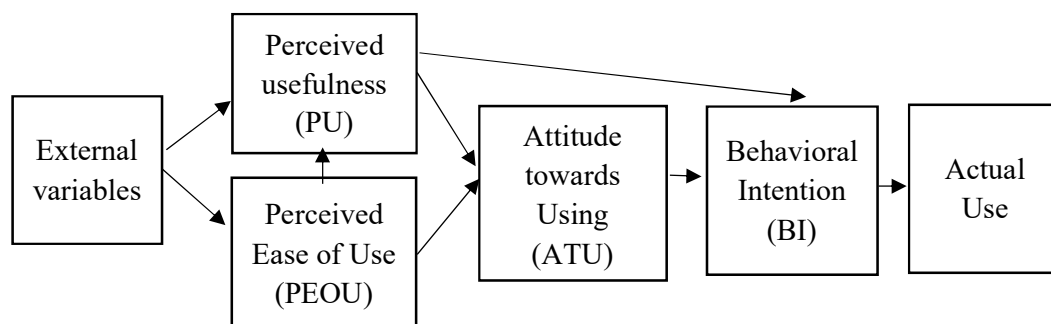 External
variables
Perceived
usefulness
(PU)
Perceived
Ease of Use
(PEOU)
Attitude
towards
Using
(ATU)
Behavioral
Intention
(BI)
Actual
Use